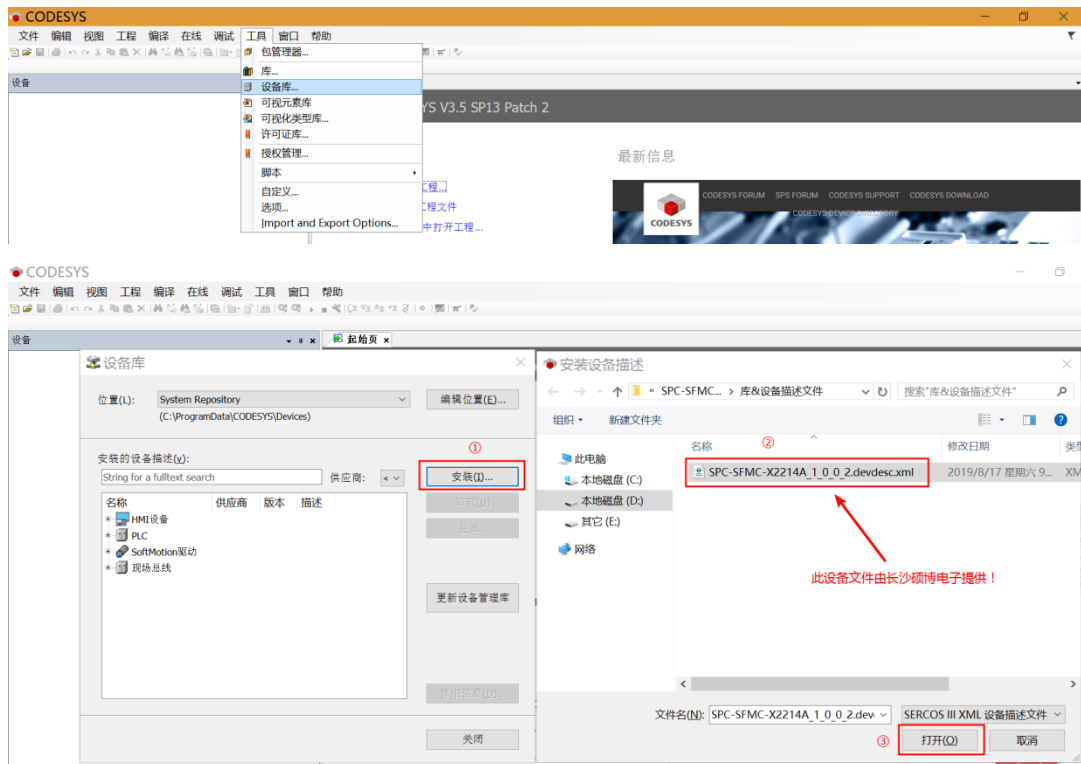 CODESYS
文件 编辑 视图 工程 编译 在线 调试 工具 窗口 帮助
包管理器...
库...
设备
设备库...
可视元素库
YS V3.5 SP13 Patch 2
可视化类型库...
许可证库...
授权管理...
最新信息
脚本
自定义...
工程...
选项...
工程文件
Import and Export Options...
中打开工程...
CODESYS FORUM SPS FORUM CODESYS SUPPORT CODESYS DOWNLOAD
CODESYS DEVICE DIRECTORY
CODESYS
CODESYS
文件 编辑 视图 工程 编译 在线 调试 工具 窗口 帮助
设备
起始页
设备库
位置(L): System Repository
(C:\ProgramData\CODESYS\Devices)
编辑位置(E)...
①
安装的设备描述(v):
String for a fulltext search
供应商:
安装(I)...
名称 供应商 版本 描述
卸载(U)
HMI设备
PLC
SoftMotion驱动
现场总线
更新设备管理库
详细信息(D)...
关闭
安装设备描述
« SPC-SFMC... › 库&设备描述文件
搜索"库&设备描述文件"
组织 新建文件夹
②
名称 修改日期 类型
此电脑
SPC-SFMC-X2214A_1_0_0_2.devdesc.xml 2019/8/17 星期六 9... XM
本地磁盘 (C:)
本地磁盘 (D:)
其它 (E:)
网络
此设备文件由长沙硕博电子提供！
文件名(N): SPC-SFMC-X2214A_1_0_0_2.dev
SERCOS III XML 设备描述文件
③
打开(O)
取消